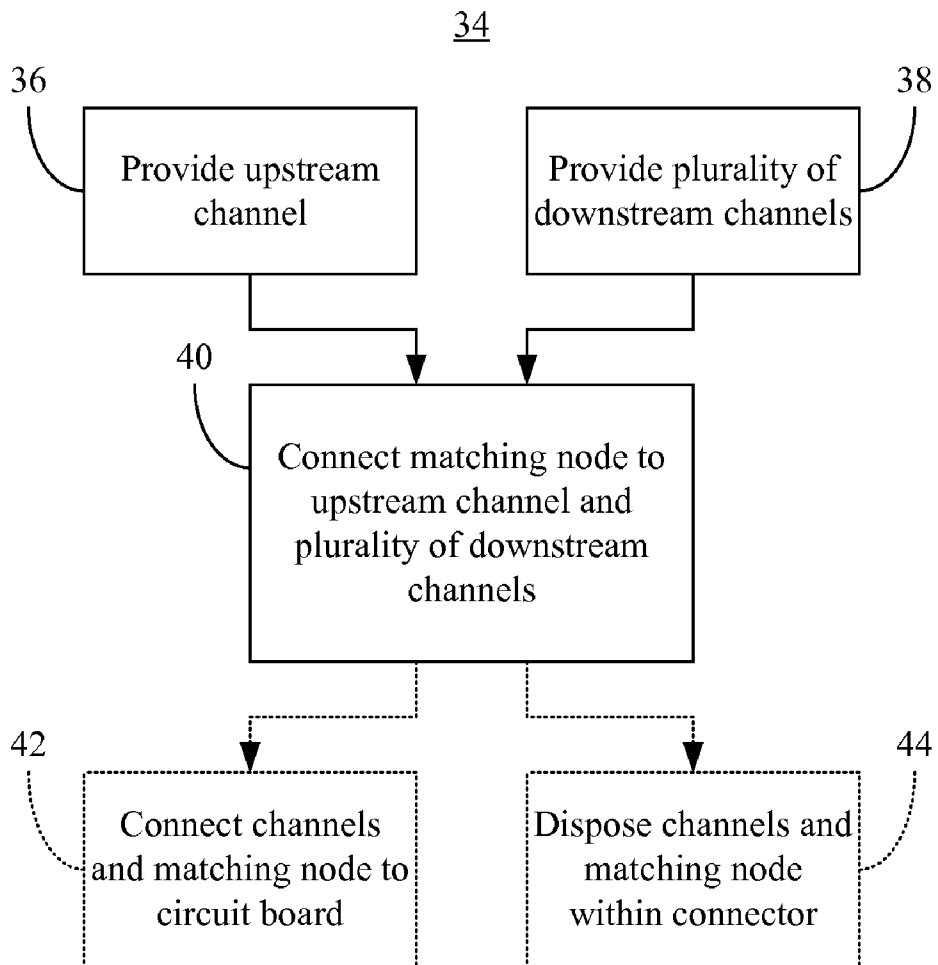 34
36
38
Provide upstream
channel
Provide plurality of
downstream channels
40
Connect matching node to
upstream channel and
plurality of downstream
channels
42
44
Connect channels
and matching node to
circuit board
Dispose channels and
matching node
within connector